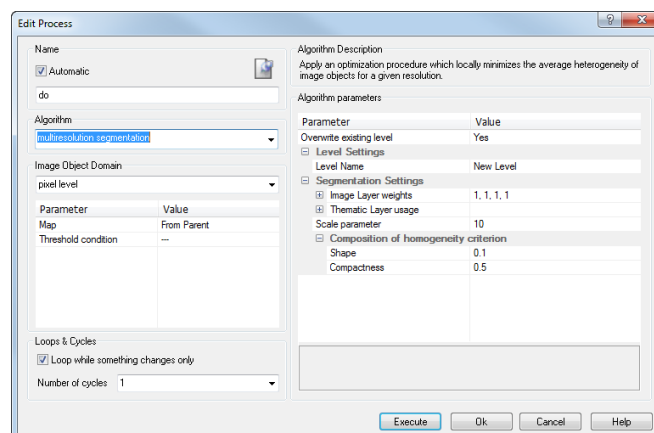 Edit Process
Name
Automatic
do
Algorithm
multiresolution segmentation
Image Object Domain
pixel level
Parameter Value
Map From Parent
Threshold condition ---
Loops & Cycles
Loop while something changes only
Number of cycles 1
Algorithm Description
Apply an optimization procedure which locally minimizes the average heterogeneity of
image objects for a given resolution.
Algorithm parameters
Parameter Value
Overwrite existing level Yes
Level Settings
Level Name New Level
Segmentation Settings
Image Layer weights 1, 1, 1, 1
Thematic Layer usage
Scale parameter 10
Composition of homogeneity criterion
Shape 0.1
Compactness 0.5
Execute Ok Cancel Help